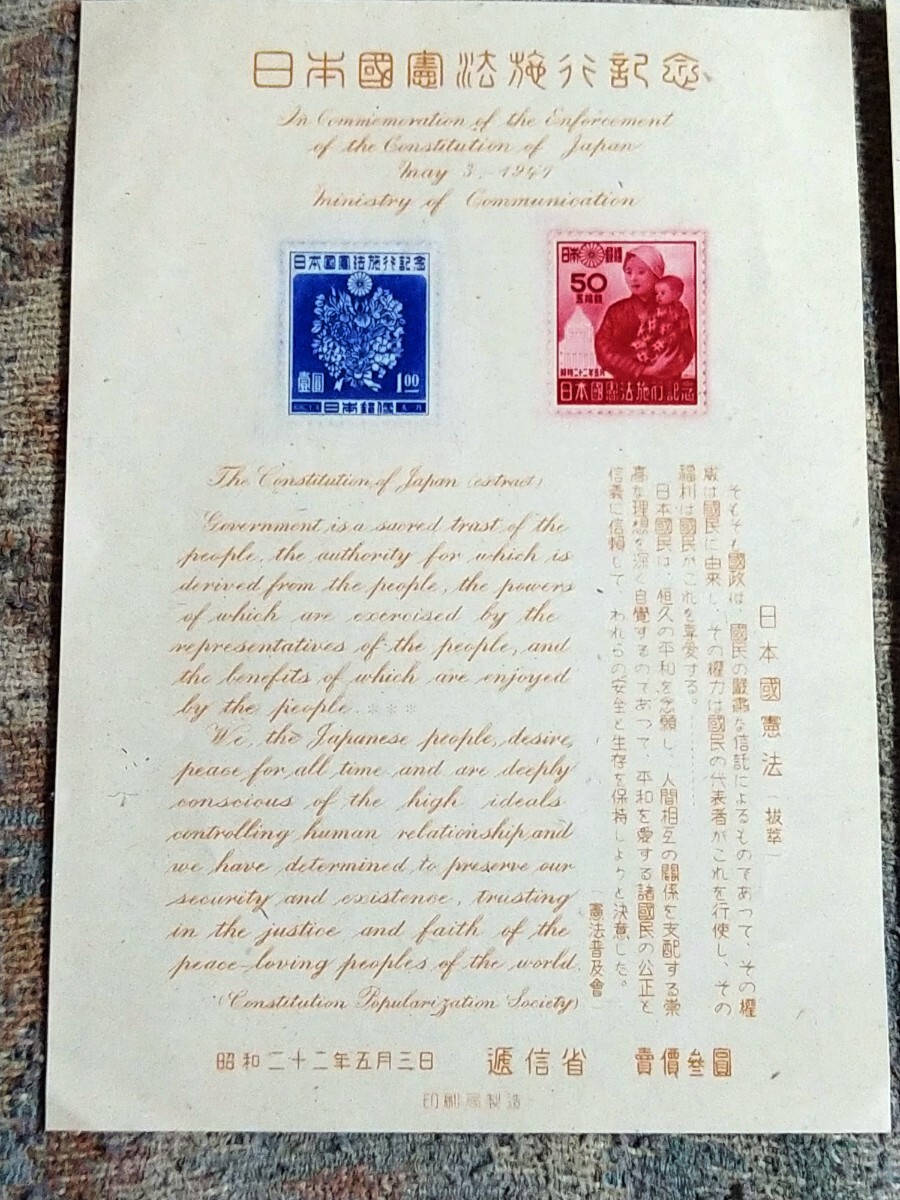 日本國憲法施行記念
In Commemoration of the Enforcement
of the Constitution of Japan
May 3, 1947
Ministry of Communication
日本國憲法施行記念
壹圓
1.00
日本郵便
日本郵便
50
五拾錢
昭和二十二年五月
日本國憲法施行記念
The Constitution of Japan (extract)
Government is a sacred trust of the
people, the authority for which is
derived from the people, the powers
of which are exercised by the
representatives of the people, and
the benefits of which are enjoyed
by the people. ※※※
We, the Japanese people, desire
peace for all time and are deeply
conscious of the high ideals
controlling human relationship, and
we have determined to preserve our
security and existence, trusting
in the justice and faith of the
peace-loving peoples of the world.
(Constitution Popularization Society)
日本國憲法(拔萃)
そもそも國政は、國民の嚴肅な信託によるものであつて、その權
威は國民に由來し、その權力は國民の代表者がこれを行使し、その
福利は國民がこれを享受する。………
日本國民は、恒久の平和を念願し、人間相互の關係を支配する崇
高な理想を深く自覺するのであつて、平和を愛する諸國民の公正と
信義に信頼して、われらの安全と生存を保持しようと決意した。
(憲法普及會)
昭和二十二年五月三日 遞信省 賣價參圓
印刷局製造